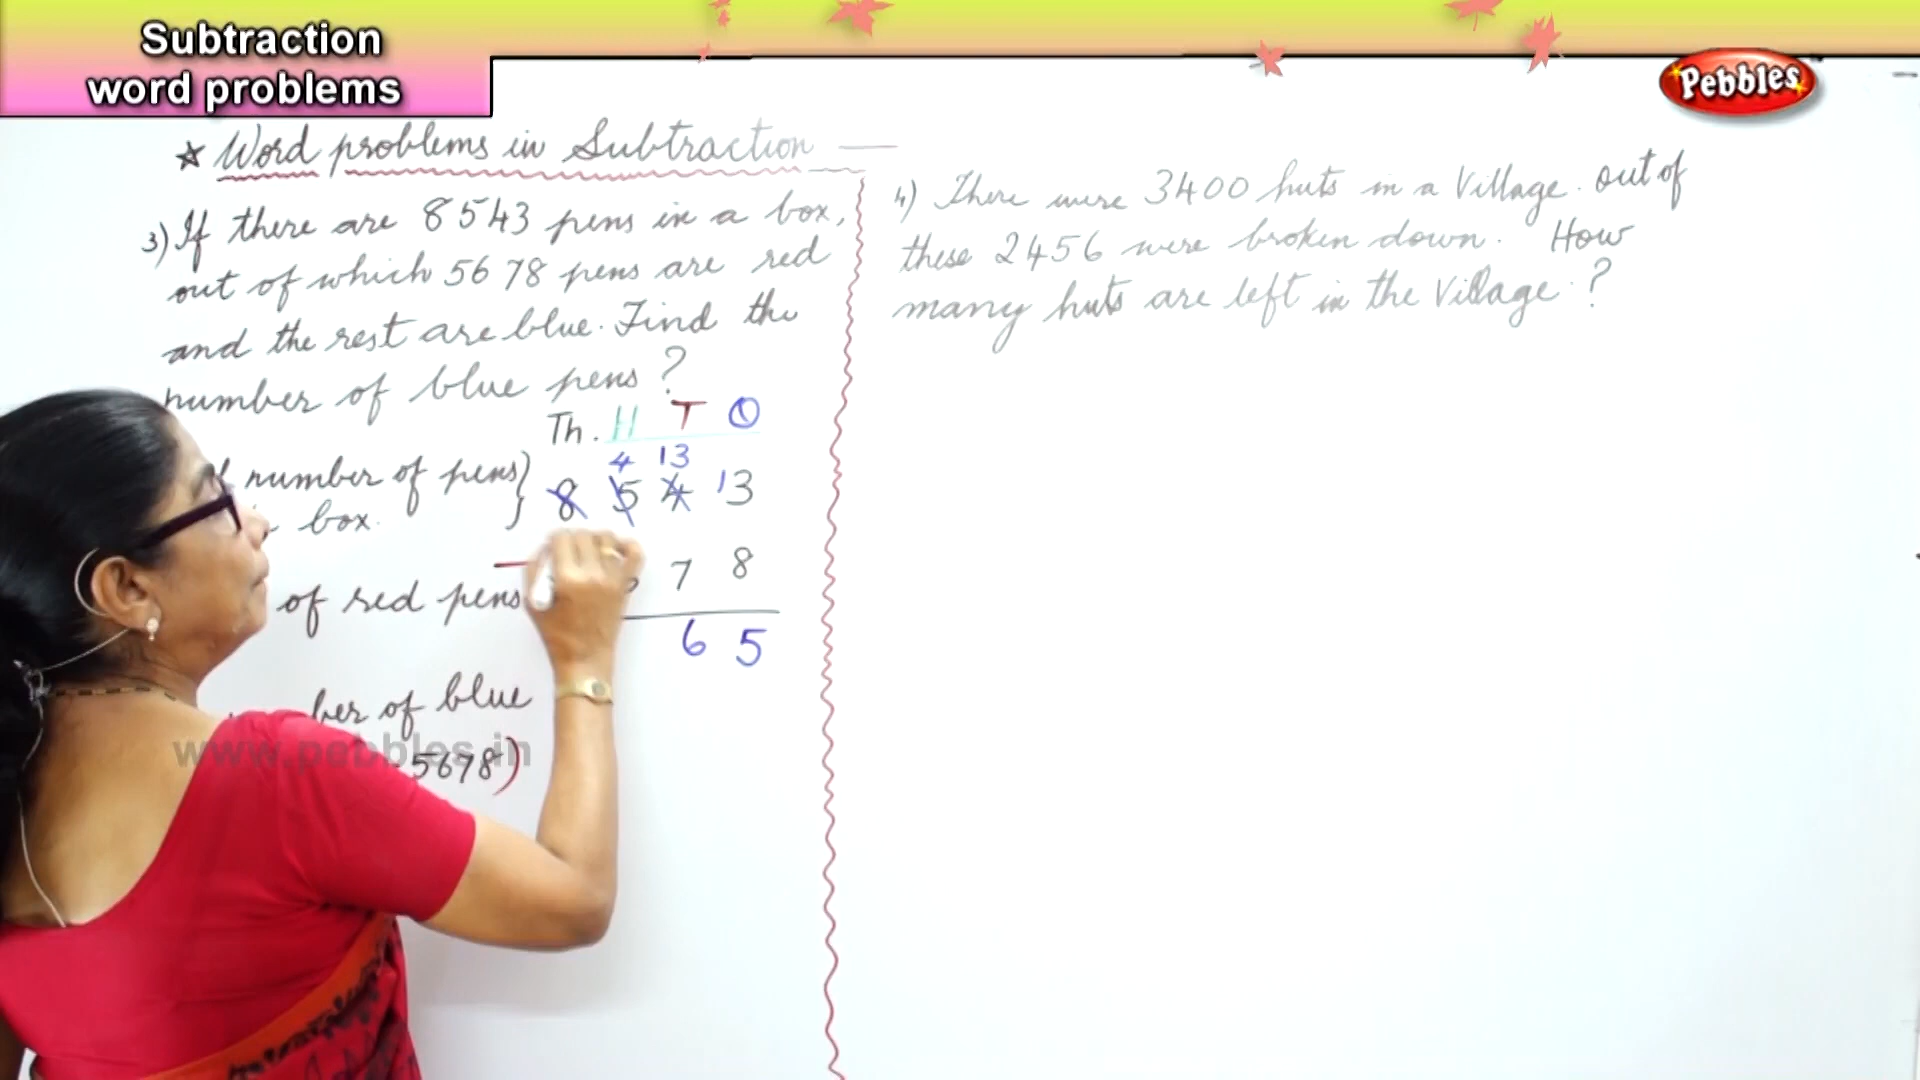 Subtraction
word problems
Pebbles
★ Word problems in Subtraction
3) If there are 8543 pens in a box,
out of which 5678 pens are red
and the rest are blue. Find the
number of blue pens?
Th. H T O
4 13
8 5 4 13
number of pens}
box.
7 8
of red pens
6 5
of blue
www.pebbles.in
5678)
4) There were 3400 huts in a Village. out of
these 2456 were broken down. How
many huts are left in the Village.?